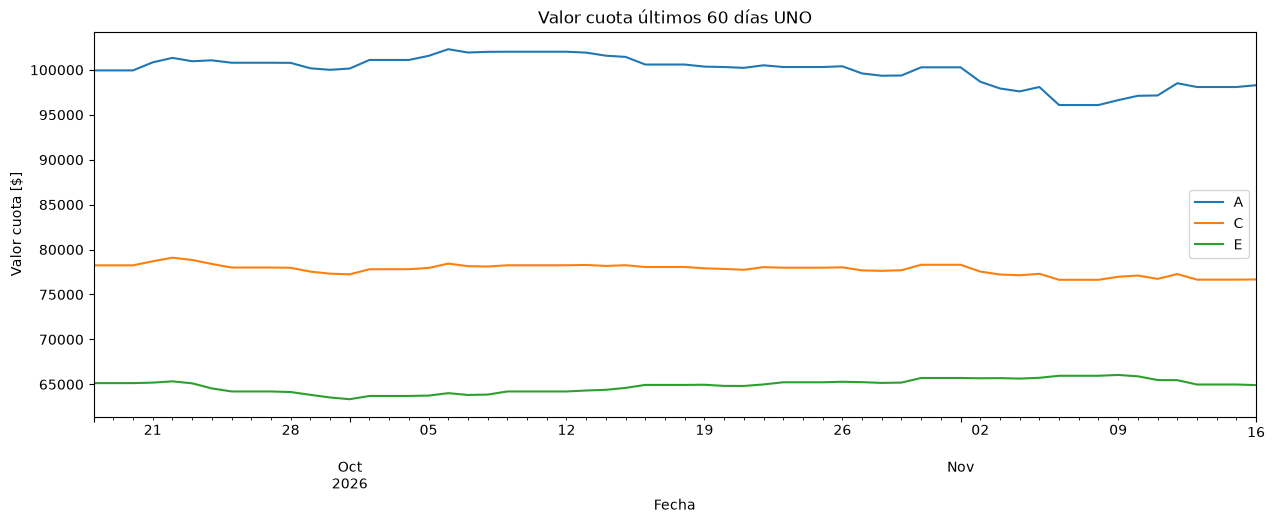 Valor cuota últimos 60 días UNO
Valor cuota [$]
100000
95000
90000
85000
80000
75000
70000
65000
A
C
E
21 28 05 12 19 26 02 09 16
Oct Nov
2026
Fecha